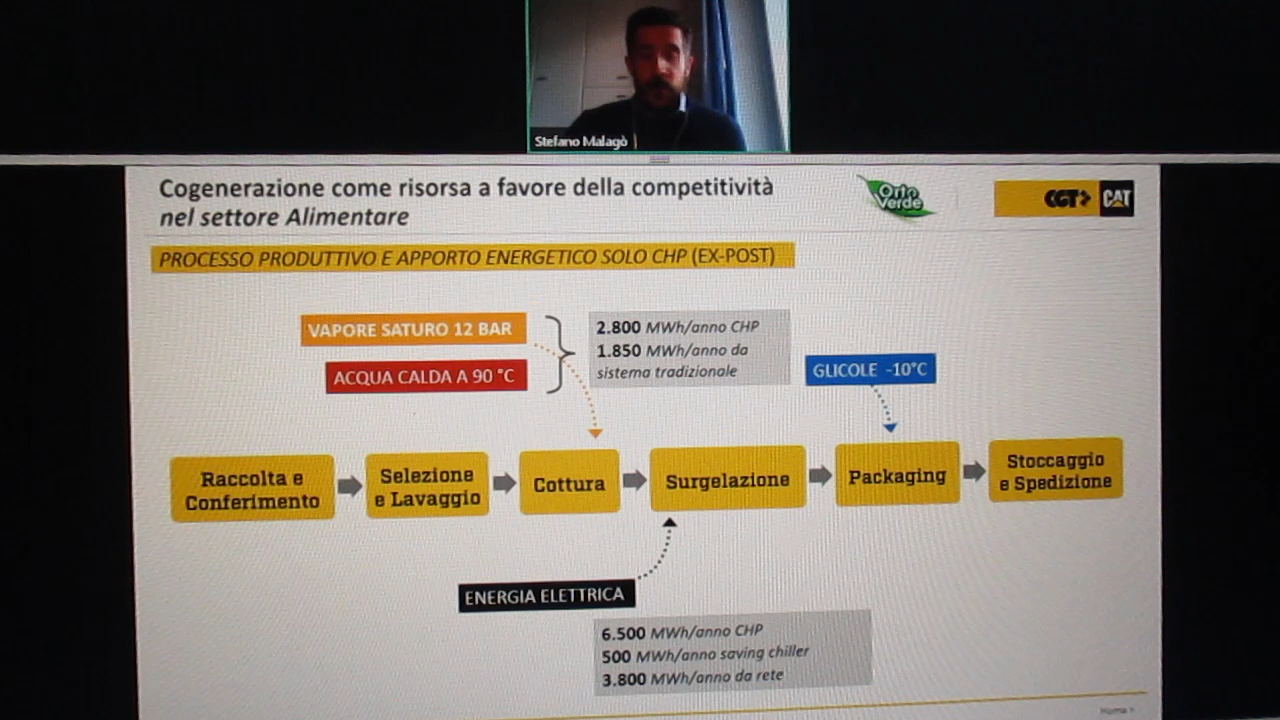 Stefano Malagò
Cogenerazione come risorsa a favore della competitività
nel settore Alimentare
Orto
Verde
CGT
CAT
PROCESSO PRODUTTIVO E APPORTO ENERGETICO SOLO CHP (EX-POST)
VAPORE SATURO 12 BAR
ACQUA CALDA A 90 °C
2.800 MWh/anno CHP
1.850 MWh/anno da
sistema tradizionale
GLICOLE -10°C
Raccolta e
Conferimento
Selezione
e Lavaggio
Cottura
Surgelazione
Packaging
Stoccaggio
e Spedizione
ENERGIA ELETTRICA
6.500 MWh/anno CHP
500 MWh/anno saving chiller
3.800 MWh/anno da rete
Home >